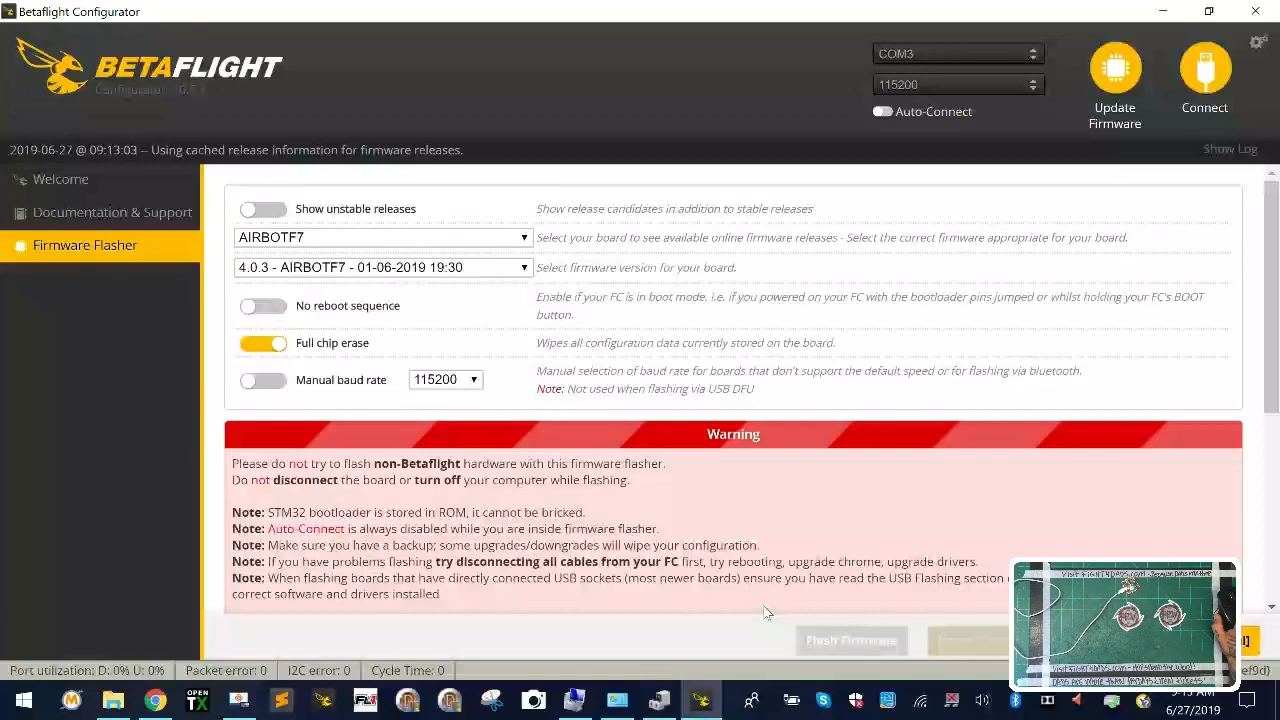 Betaflight Configurator
BETAFLIGHT
COM3
115200
Auto-Connect
Update
Firmware
Connect
2019-06-27 @ 09:13:03 -- Using cached release information for firmware releases.
Show Log
Welcome
Documentation & Support
Firmware Flasher
Show unstable releases
Show release candidates in addition to stable releases
AIRBOTF7
Select your board to see available online firmware releases - Select the correct firmware appropriate for your board.
4.0.3 - AIRBOTF7 - 01-06-2019 19:30
Select firmware version for your board.
No reboot sequence
Enable if your FC is in boot mode. i.e. if you powered on your FC with the bootloader pins jumped or whilst holding your FC's BOOT
button.
Full chip erase
Wipes all configuration data currently stored on the board.
Manual baud rate
115200
Manual selection of baud rate for boards that don't support the default speed or for flashing via bluetooth.
Note: Not used when flashing via USB DFU
Warning
Please do not try to flash non-Betaflight hardware with this firmware flasher.
Do not disconnect the board or turn off your computer while flashing.
Note: STM32 bootloader is stored in ROM, it cannot be bricked.
Note: Auto-Connect is always disabled while you are inside firmware flasher.
Note: Make sure you have a backup; some upgrades/downgrades will wipe your configuration.
Note: If you have problems flashing try disconnecting all cables from your FC first, try rebooting, upgrade chrome, upgrade drivers.
Note: When flashing boards that have directly connected USB sockets (most newer boards) ensure you have read the USB Flashing section
correct software and drivers installed
Flash Firmware
Port utilization: D: 0% U: 0%
Packet error: 0
I2C error: 0
Cycle Time: 0
OPEN
TX
6/27/2019